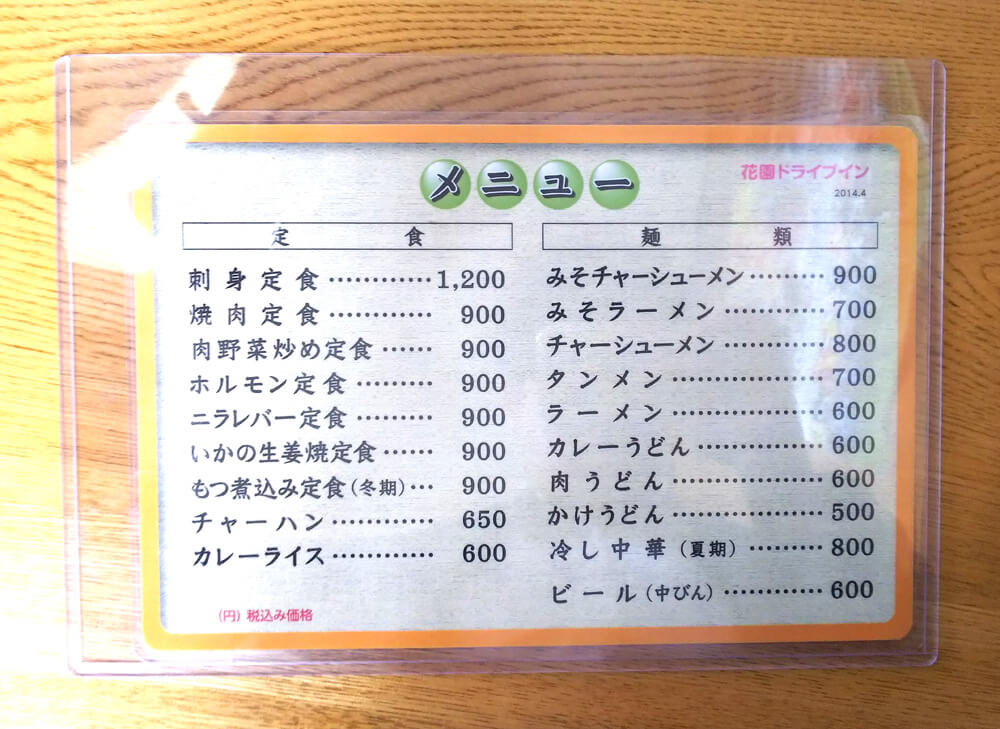 メニュー
花園ドライブイン
2014.4
定食
刺身定食…………1,200
焼肉定食…………900
肉野菜炒め定食……900
ホルモン定食………900
ニラレバー定食………900
いかの生姜焼定食……900
もつ煮込み定食(冬期)…900
チャーハン…………650
カレーライス…………600
(円)税込み価格
麺類
みそチャーシューメン………900
みそラーメン…………700
チャーシューメン…………800
タンメン………………700
ラーメン………………600
カレーうどん……………600
肉うどん………………600
かけうどん………………500
冷し中華(夏期)………800
ビール(中びん)…………600